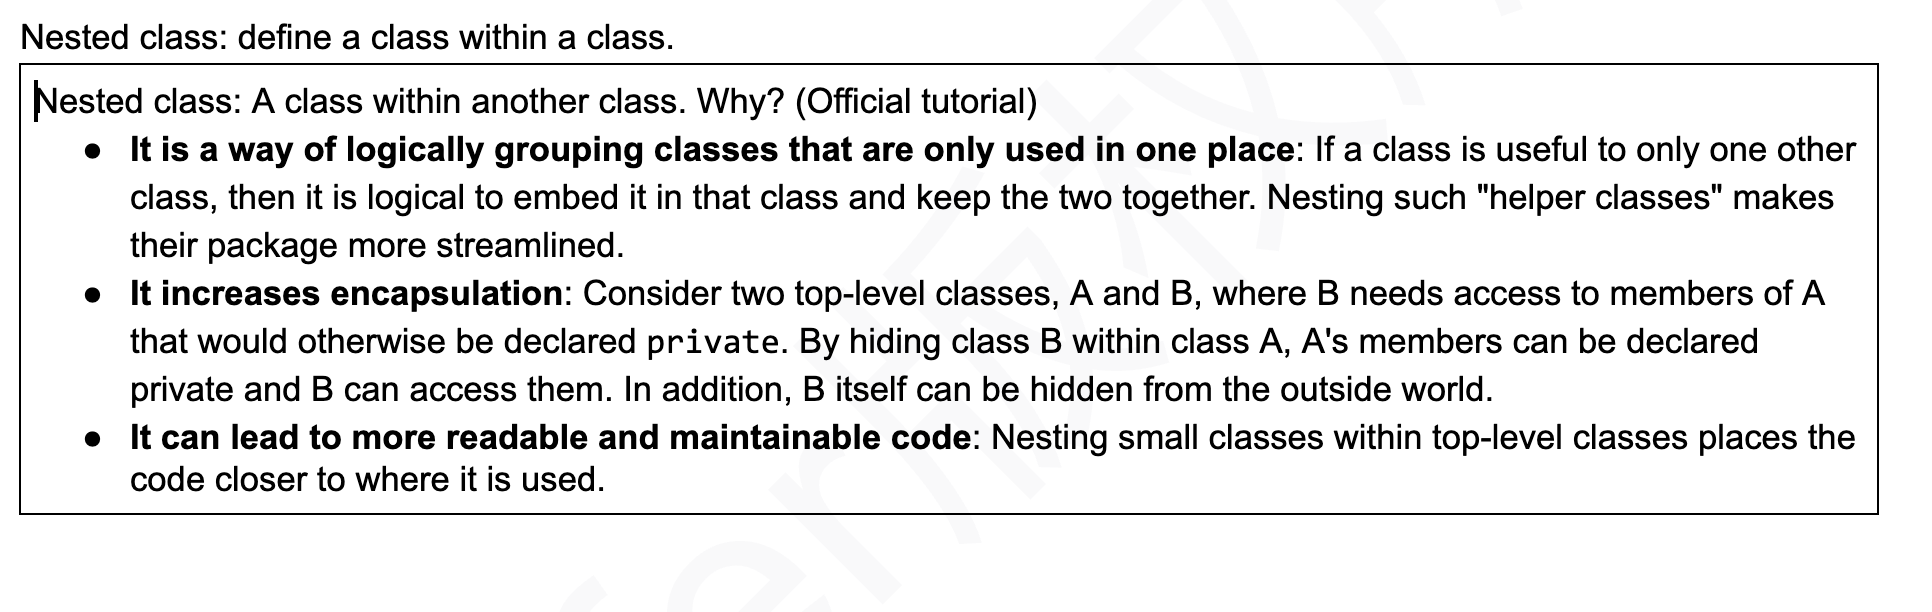 Nested class: define a class within a class.
Nested class: A class within another class. Why? (Official tutorial)
● It is a way of logically grouping classes that are only used in one place: If a class is useful to only one other
class, then it is logical to embed it in that class and keep the two together. Nesting such "helper classes" makes
their package more streamlined.
● It increases encapsulation: Consider two top-level classes, A and B, where B needs access to members of A
that would otherwise be declared private. By hiding class B within class A, A's members can be declared
private and B can access them. In addition, B itself can be hidden from the outside world.
● It can lead to more readable and maintainable code: Nesting small classes within top-level classes places the
code closer to where it is used.